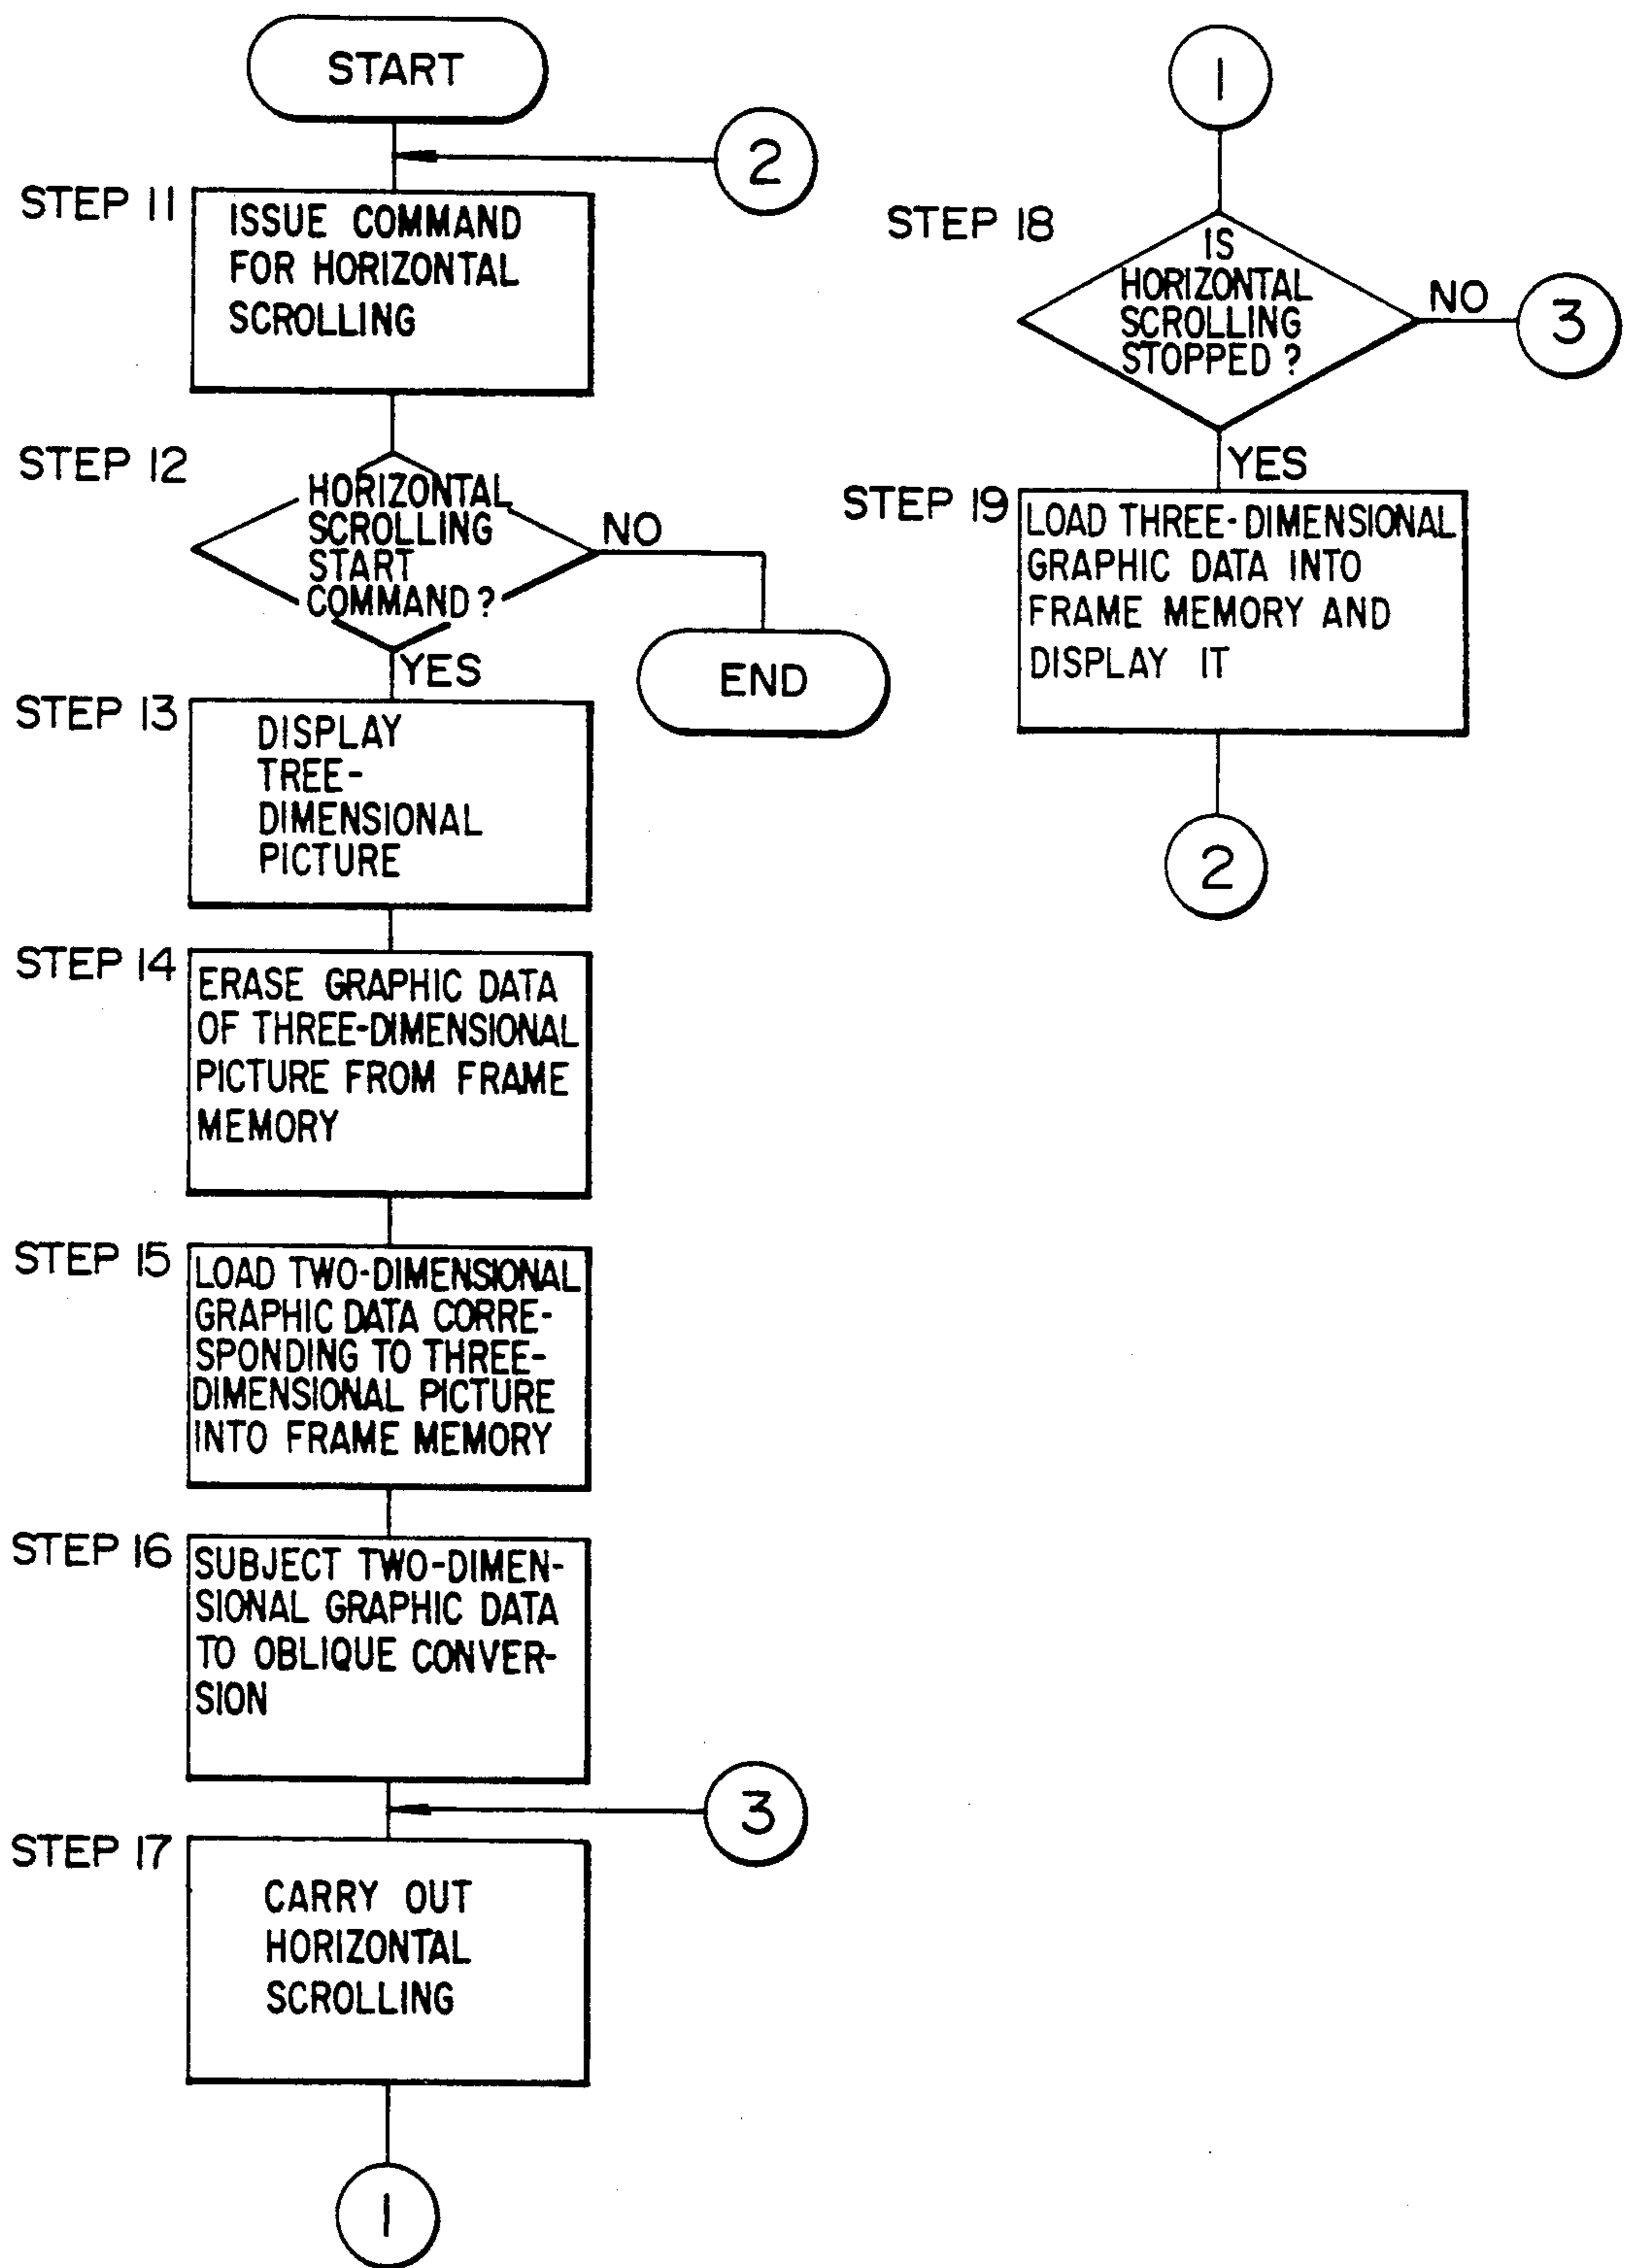 START
2
STEP 11
ISSUE COMMAND
FOR HORIZONTAL
SCROLLING
STEP 12
HORIZONTAL
SCROLLING
START
COMMAND?
NO
END
YES
STEP 13
DISPLAY
TREE-
DIMENSIONAL
PICTURE
STEP 14
ERASE GRAPHIC DATA
OF THREE-DIMENSIONAL
PICTURE FROM FRAME
MEMORY
STEP 15
LOAD TWO-DIMENSIONAL
GRAPHIC DATA CORRE-
SPONDING TO THREE-
DIMENSIONAL PICTURE
INTO FRAME MEMORY
STEP 16
SUBJECT TWO-DIMEN-
SIONAL GRAPHIC DATA
TO OBLIQUE CONVER-
SION
3
STEP 17
CARRY OUT
HORIZONTAL
SCROLLING
1
1
STEP 18
IS
HORIZONTAL
SCROLLING
STOPPED?
NO
3
YES
STEP 19
LOAD THREE-DIMENSIONAL
GRAPHIC DATA INTO
FRAME MEMORY AND
DISPLAY IT
2